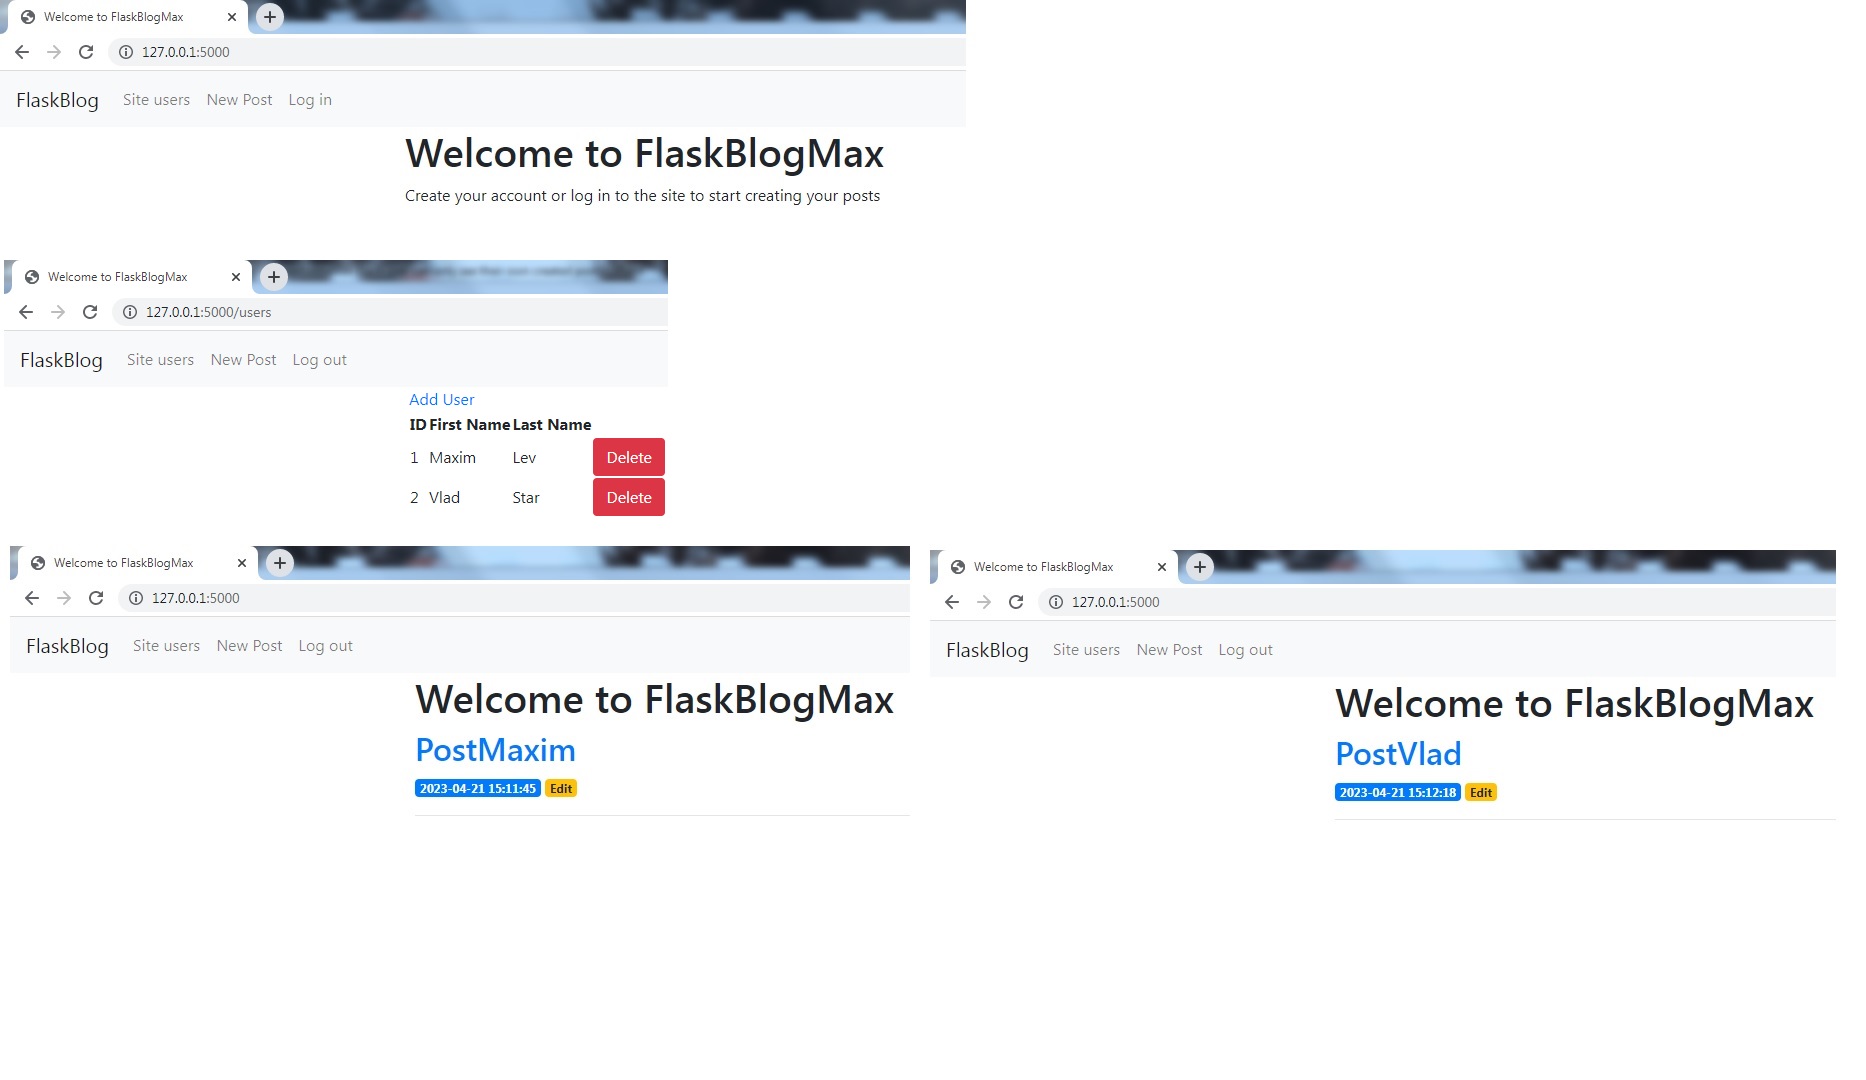 Welcome to FlaskBlogMax
127.0.0.1:5000
FlaskBlog Site users New Post Log in
Welcome to FlaskBlogMax
Create your account or log in to the site to start creating your posts
Welcome to FlaskBlogMax
127.0.0.1:5000/users
FlaskBlog Site users New Post Log out
Add User
ID First Name Last Name
1 Maxim Lev Delete
2 Vlad Star Delete
Welcome to FlaskBlogMax
127.0.0.1:5000
FlaskBlog Site users New Post Log out
Welcome to FlaskBlogMax
PostMaxim
2023-04-21 15:11:45 Edit
Welcome to FlaskBlogMax
127.0.0.1:5000
FlaskBlog Site users New Post Log out
Welcome to FlaskBlogMax
PostVlad
2023-04-21 15:12:18 Edit